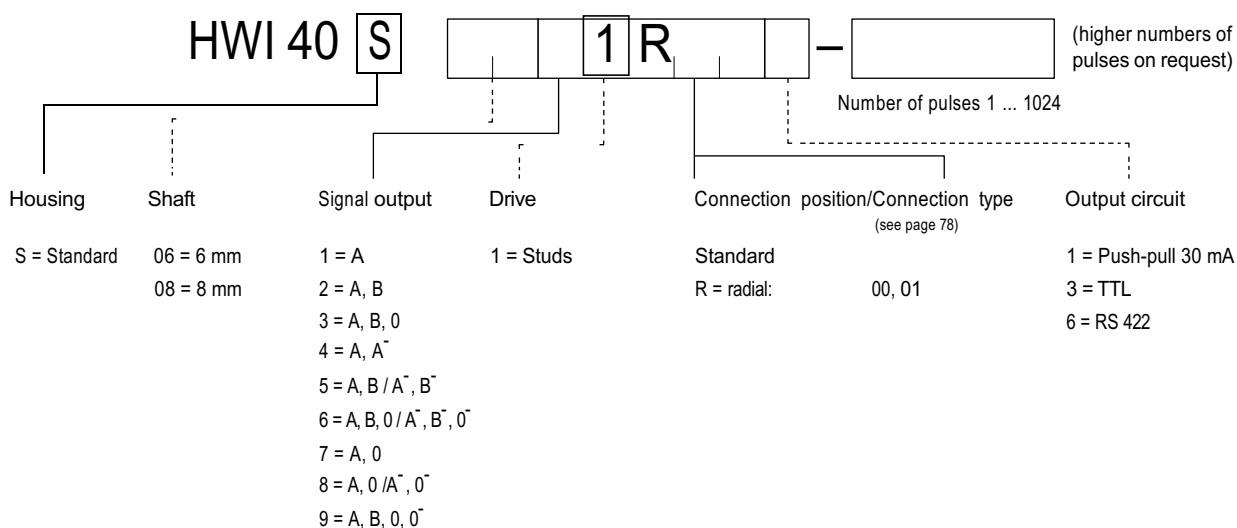 HWI 40 S 1 R – (higher numbers of
pulses on request)
Number of pulses 1 ... 1024
Housing Shaft Signal output Drive Connection position/Connection type Output circuit
(see page 78)
S = Standard 06 = 6 mm 1 = A 1 = Studs Standard 1 = Push-pull 30 mA
08 = 8 mm 2 = A, B R = radial: 00, 01 3 = TTL
3 = A, B, 0 6 = RS 422
4 = A, A¯
5 = A, B / A¯, B¯
6 = A, B, 0 / A¯, B¯, 0¯
7 = A, 0
8 = A, 0 /A¯, 0¯
9 = A, B, 0, 0¯